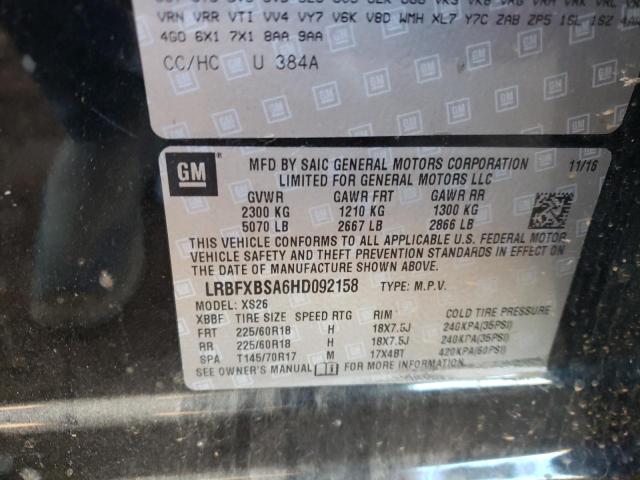 VRN VRR VTI VV4 VY7 V6K V8D WMH XL7 Y7C ZAB ZP5 1SL 1SZ
4G0 6X1 7X1 8AA 9AA
CC/HC U 384A
GM
MFD BY SAIC GENERAL MOTORS CORPORATION 11/16
LIMITED FOR GENERAL MOTORS LLC
GVWR GAWR FRT GAWR RR
2300 KG 1210 KG 1300 KG
5070 LB 2667 LB 2866 LB
THIS VEHICLE CONFORMS TO ALL APPLICABLE U.S. FEDERAL MOTOR
VEHICLE SAFETY AND THEFT PREVENTION STANDARDS IN EFFECT
ON THE DATE OF MANUFACTURE SHOWN ABOVE.
LRBFXBSA6HD092158 TYPE: M.P.V.
MODEL: XS26
XBBF TIRE SIZE SPEED RTG RIM COLD TIRE PRESSURE
FRT 225/60R18 H 18X7.5J 240KPA(35PSI)
RR 225/60R18 H 18X7.5J 240KPA(35PSI)
SPA T145/70R17 M 17X4BT 420KPA(60PSI)
SEE OWNER'S MANUAL